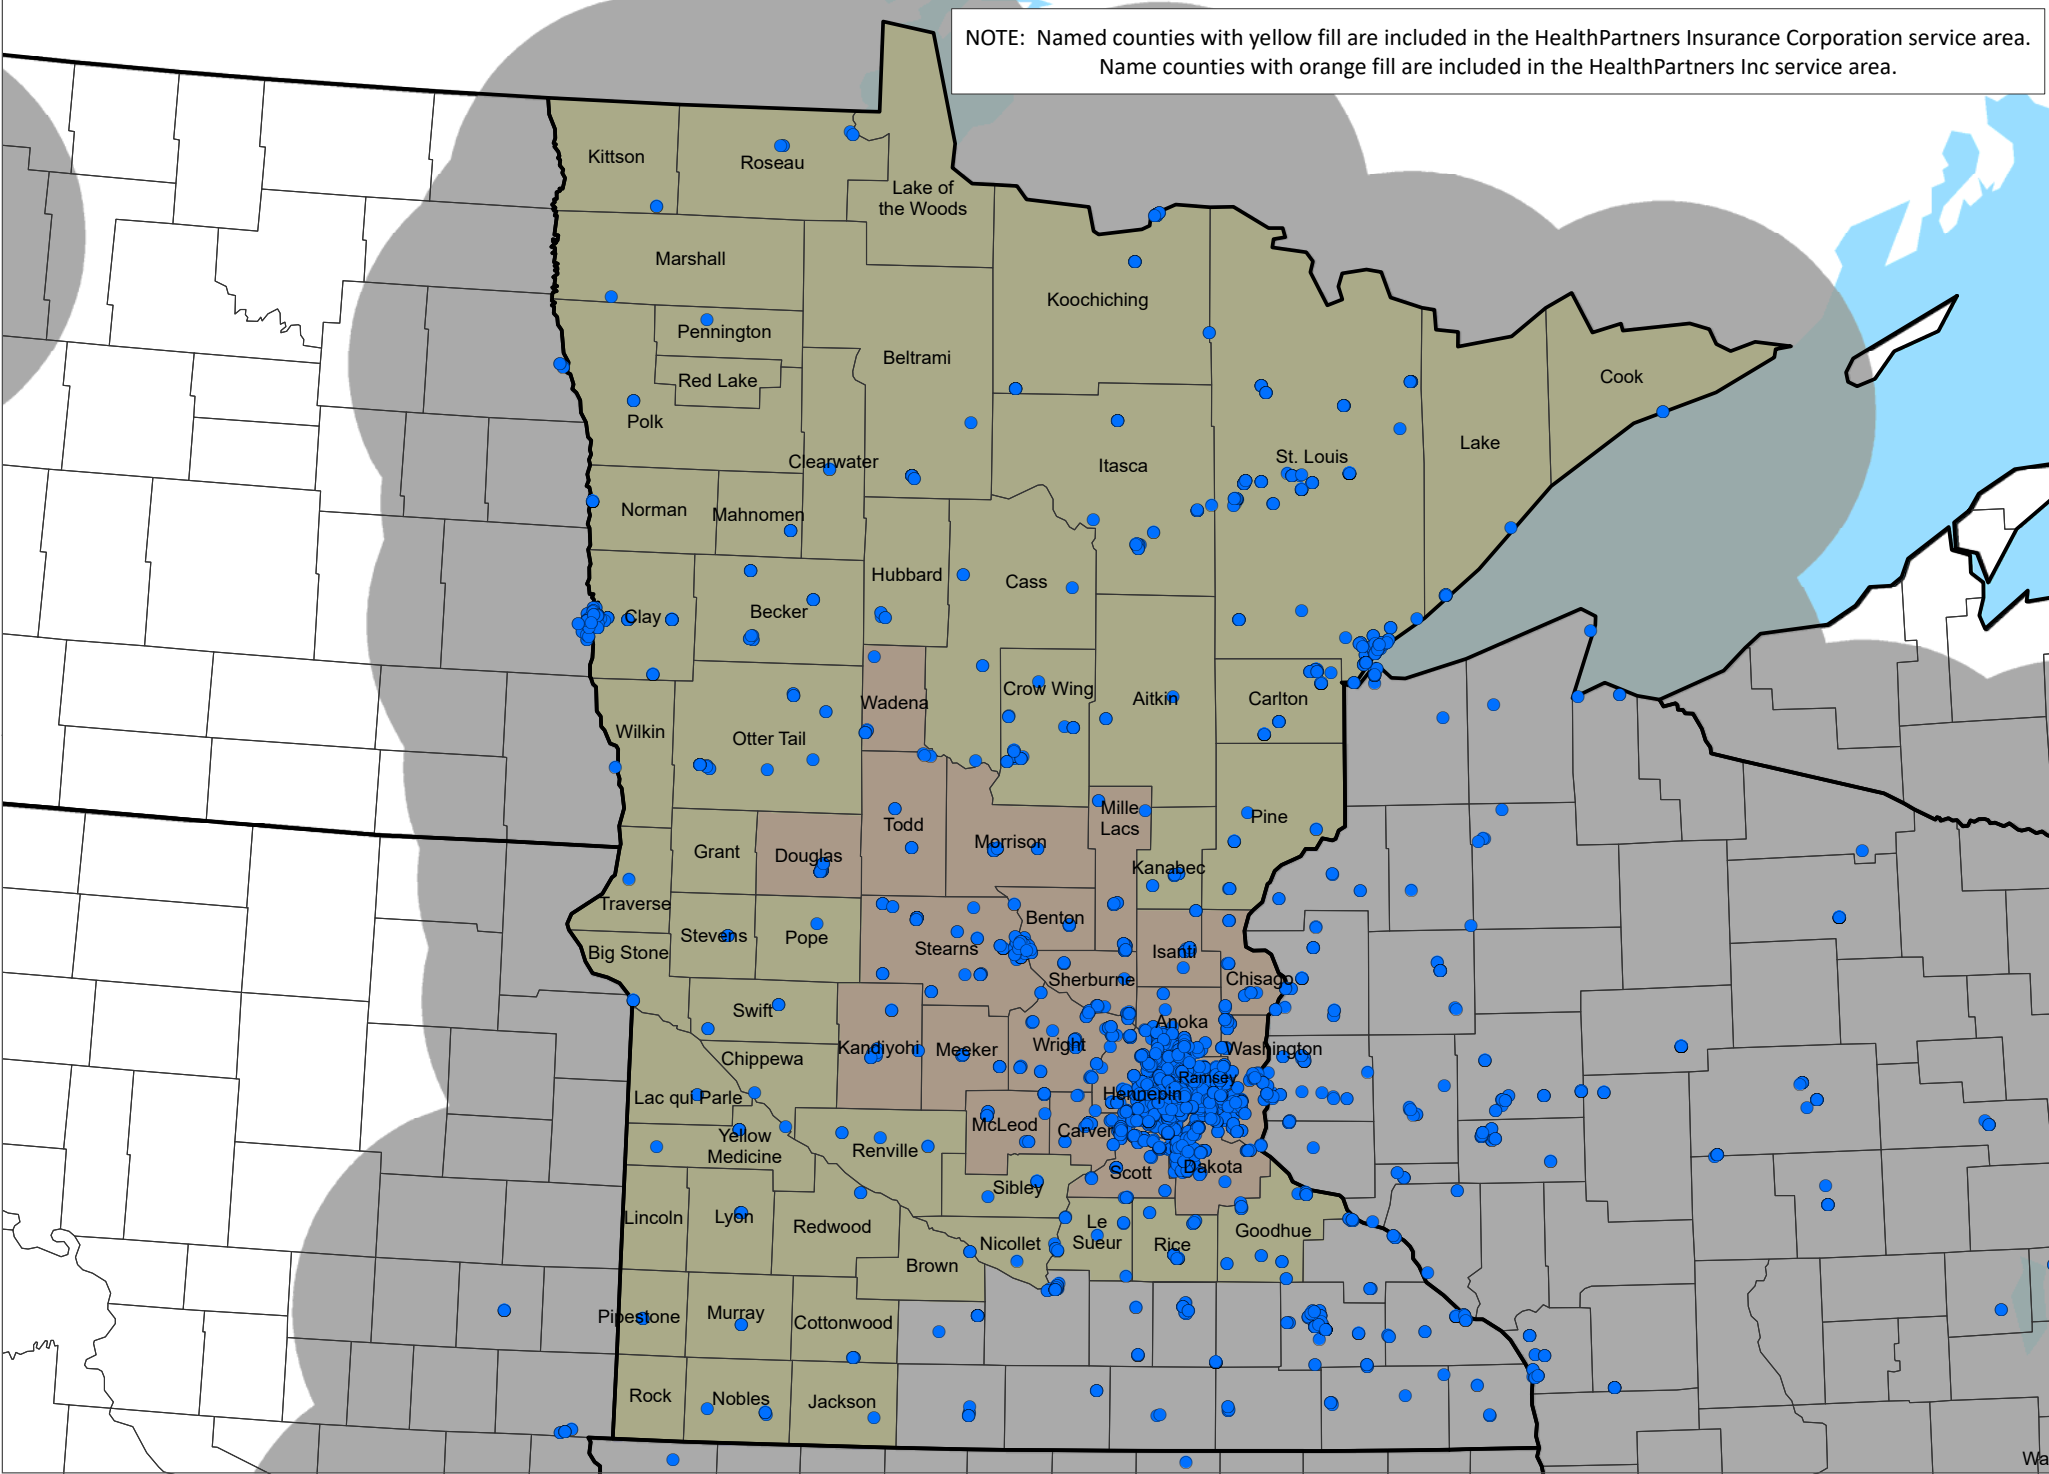 NOTE: Named counties with yellow fill are included in the HealthPartners Insurance Corporation service area.
Name counties with orange fill are included in the HealthPartners Inc service area.
Kittson
Roseau
Lake of
the Woods
Marshall
Koochiching
Pennington
Beltrami
Red Lake
Cook
Polk
Lake
Clearwater
Itasca
St. Louis
Norman
Mahnomen
Hubbard
Cass
Clay
Becker
Wadena
Crow Wing
Aitkin
Carlton
Wilkin
Otter Tail
Todd
Mille
Lacs
Pine
Grant
Douglas
Morrison
Kanabec
Traverse
Benton
Stevens
Pope
Stearns
Isanti
Big Stone
Sherburne
Chisago
Swift
Anoka
Kandiyohi
Meeker
Wright
Washington
Chippewa
Ramsey
Lac qui Parle
Hennepin
McLeod
Carver
Yellow
Medicine
Renville
Scott
Dakota
Sibley
Lincoln
Lyon
Redwood
Le
Sueur
Rice
Goodhue
Nicollet
Brown
Pipestone
Murray
Cottonwood
Rock
Nobles
Jackson
Wa